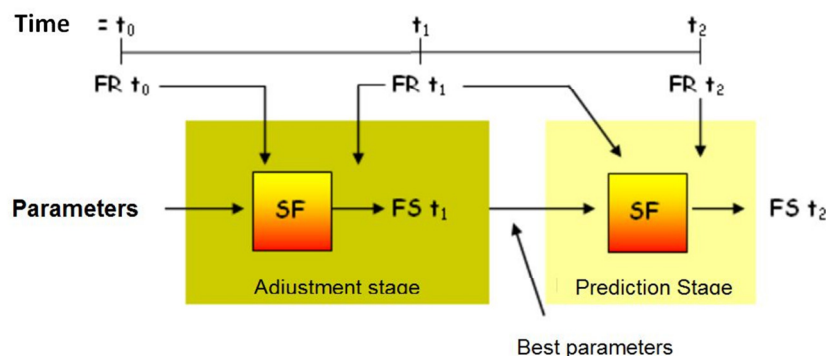 Time = t₀ t₁ t₂
FR t₀ FR t₁ FR t₂
Parameters SF FS t₁ SF FS t₂
Adjustment stage Prediction Stage
Best parameters